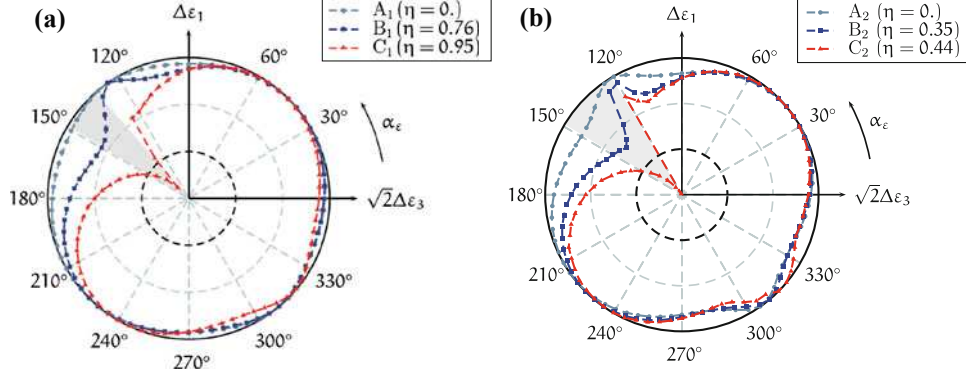 (a)
Δε₁
A₁ (η = 0.)
B₁ (η = 0.76)
C₁ (η = 0.95)
120°
60°
150°
30°
α_ε
180°
√2Δε₃
210°
330°
240°
300°
270°
(b)
Δε₁
A₂ (η = 0.)
B₂ (η = 0.35)
C₂ (η = 0.44)
120°
60°
150°
30°
α_ε
180°
√2Δε₃
210°
330°
240°
300°
270°